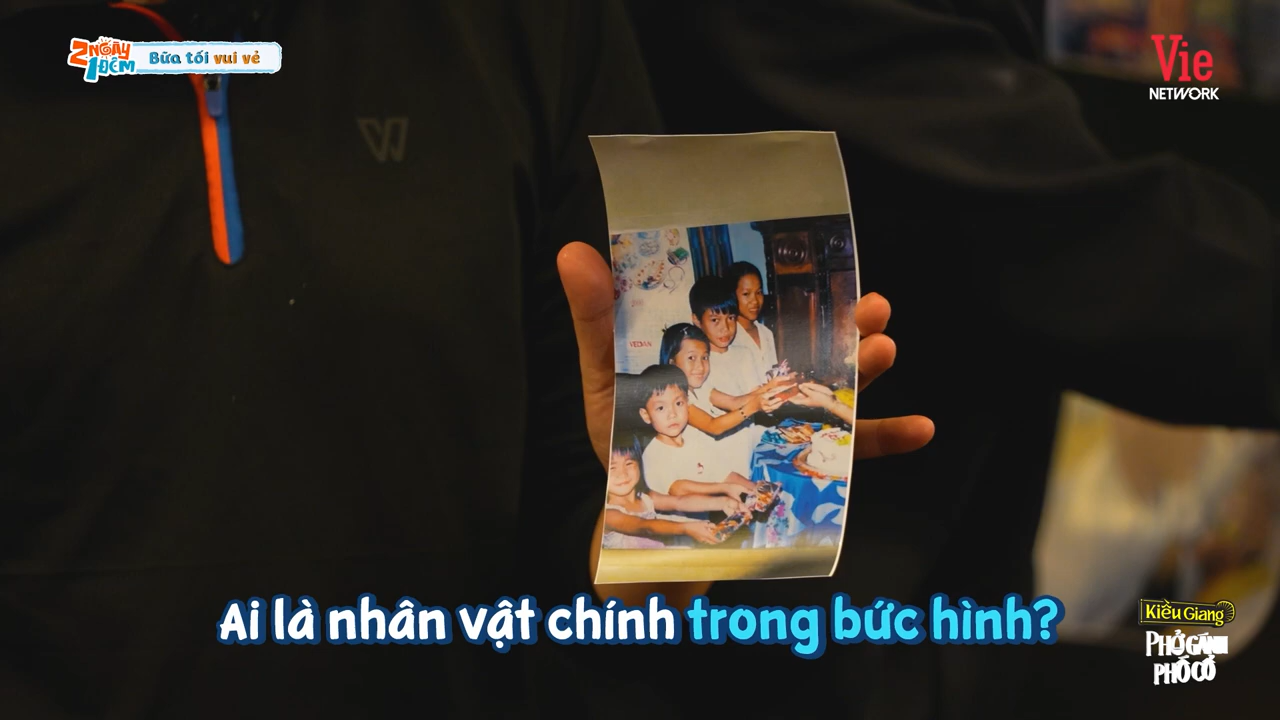 2 NGÀY
1 ĐÊM
Bữa tối vui vẻ
Vie
NETWORK
W
VEDAN
Ai là nhân vật chính trong bức hình?
Kiều Giang
PHỞ GÁNH
PHỐ CỔ